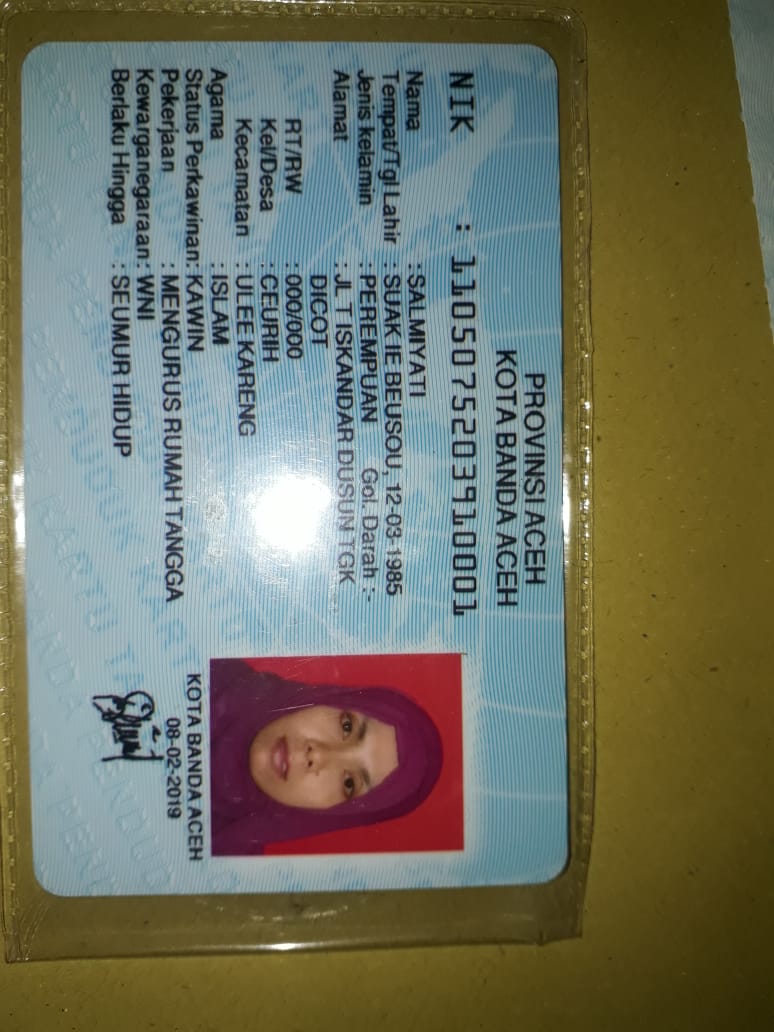 PROVINSI ACEH
KOTA BANDA ACEH
NIK : 1105075203910001
Nama : SALMIYATI
Tempat/Tgl Lahir : SUAK IE BEUSOU, 12-03-1985
Jenis kelamin : PEREMPUAN Gol. Darah : -
Alamat : JL T ISKANDAR DUSUN TGK
DICOT
RT/RW : 000/000
Kel/Desa : CEURIH
Kecamatan : ULEE KARENG
Agama : ISLAM
Status Perkawinan: KAWIN
Pekerjaan : MENGURUS RUMAH TANGGA
Kewarganegaraan: WNI
Berlaku Hingga : SEUMUR HIDUP
KOTA BANDA ACEH
08-02-2019